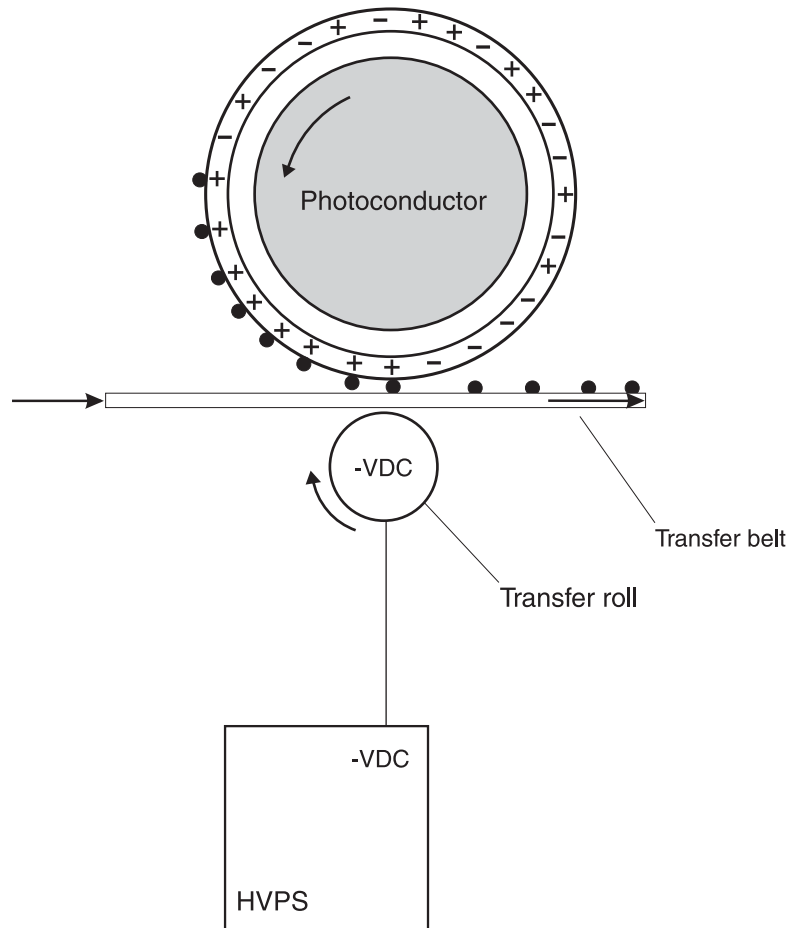 Photoconductor
-VDC
Transfer belt
Transfer roll
-VDC
HVPS